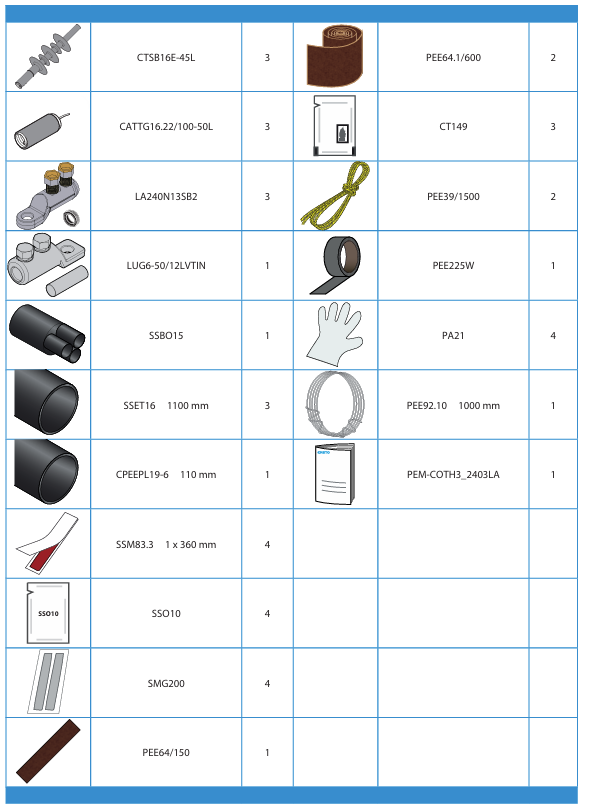 CTSB16E-45L 3 PEE64.1/600 2
CATTG16.22/100-50L 3 CT149 3
LA240N13SB2 3 PEE39/1500 2
LUG6-50/12LVTIN 1 PEE225W 1
SSBO15 1 PA21 4
SSET16 1100 mm 3 PEE92.10 1000 mm 1
CPEEPL19-6 110 mm 1 PEM-COTH3_2403LA 1
SSM83.3 1 x 360 mm 4
SSO10 SSO10 4
SMG200 4
PEE64/150 1